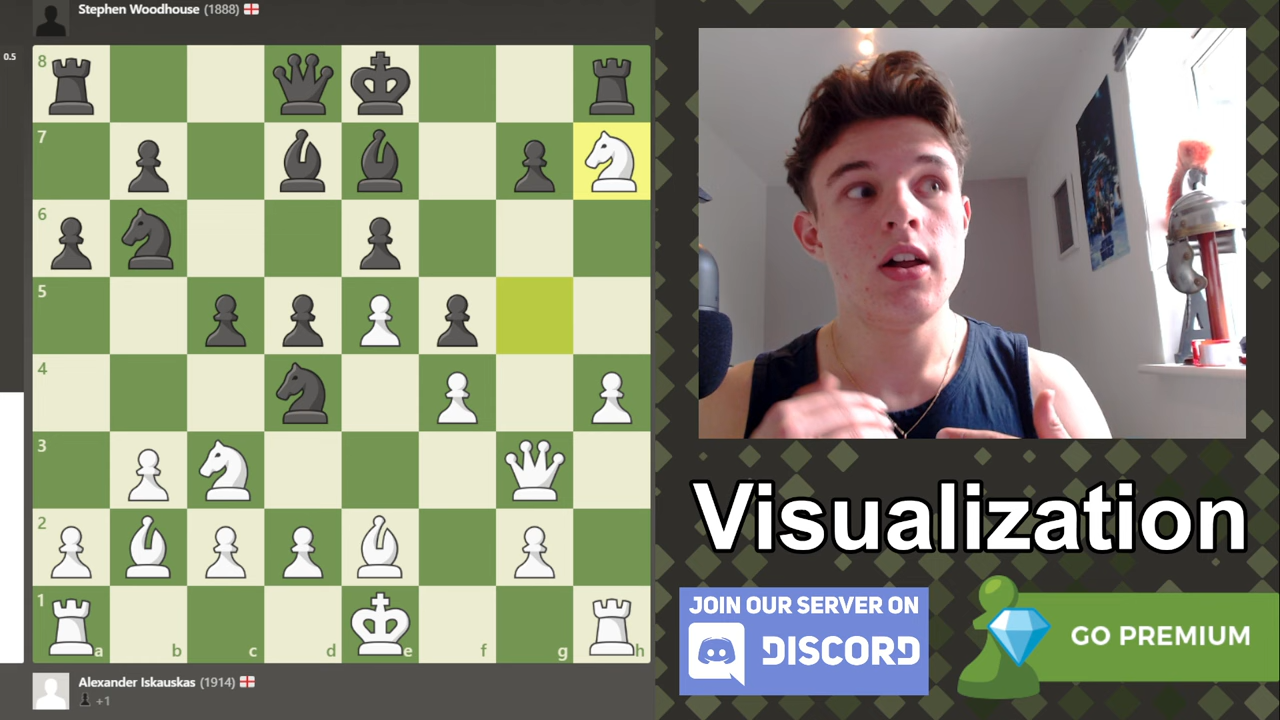 Stephen Woodhouse (1888)
0.5
8
7
6
5
4
3
2
1
a b c d e f g h
Alexander Iskauskas (1914)
+1
Visualization
JOIN OUR SERVER ON
DISCORD
GO PREMIUM